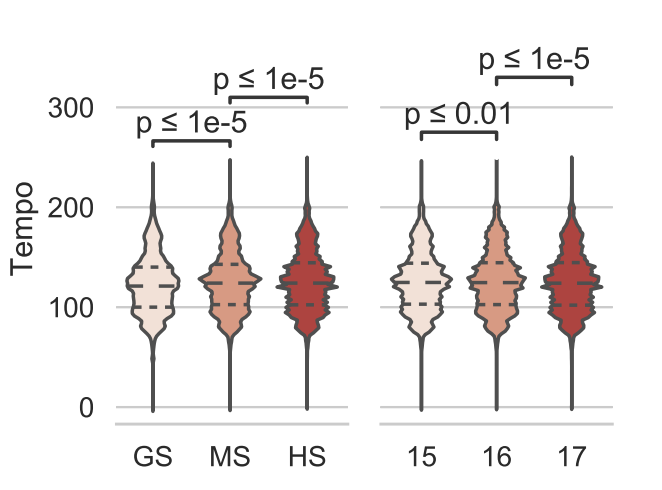 p ≤ 1e-5
p ≤ 1e-5
p ≤ 1e-5
p ≤ 0.01
300
200
100
0
Tempo
GS MS HS
15 16 17